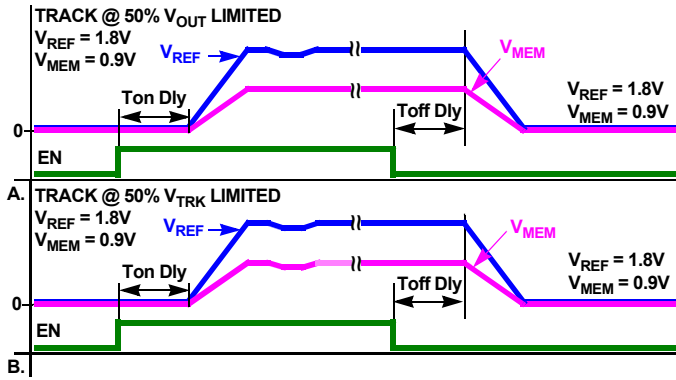 TRACK @ 50% VOUT LIMITED
VREF = 1.8V
VMEM = 0.9V
VREF
VMEM
VREF = 1.8V
VMEM = 0.9V
Ton Dly
Toff Dly
0
EN
A.
TRACK @ 50% VTRK LIMITED
VREF = 1.8V
VMEM = 0.9V
VREF
VMEM
VREF = 1.8V
VMEM = 0.9V
Ton Dly
Toff Dly
0
EN
B.